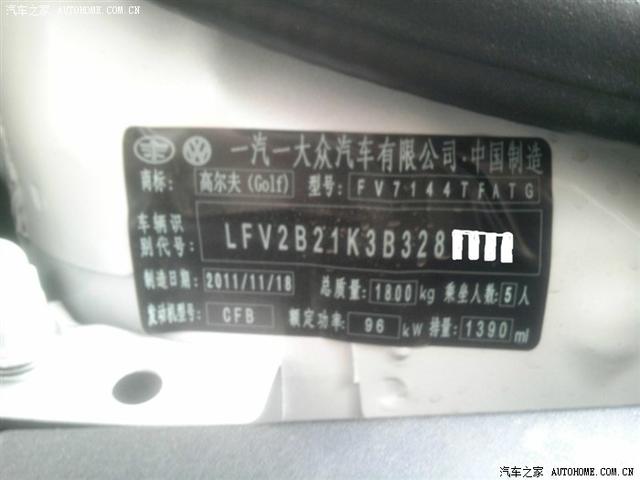 汽车之家 AUTOHOME.COM.CN
一汽一大众汽车有限公司·中国制造
商标: 高尔夫(Golf) 型号: FV7144TFATG
车辆识别代号: LFV2B21K3B328
制造日期: 2011/11/18 总质量: 1800 kg 乘坐人数: 5 人
发动机型号: CFB 额定功率: 96 kW 排量: 1390 ml
汽车之家 AUTOHOME.COM.CN